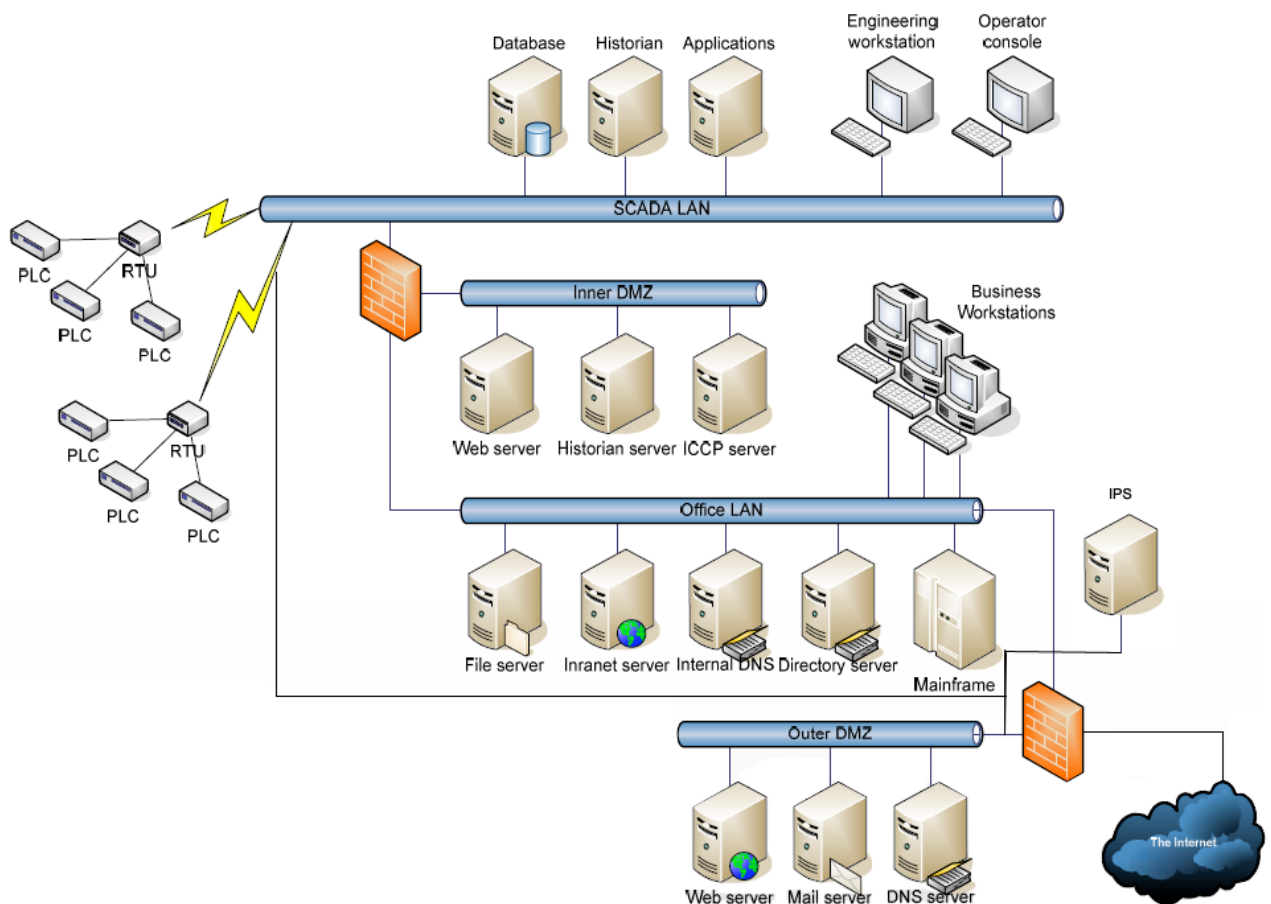 Database
Historian
Applications
Engineering
workstation
Operator
console
SCADA LAN
PLC
RTU
PLC
PLC
Inner DMZ
Business
Workstations
Web server
Historian server
ICCP server
PLC
RTU
PLC
PLC
Office LAN
IPS
File server
Inranet server
Internal DNS
Directory server
Mainframe
Outer DMZ
The Internet
Web server
Mail server
DNS server